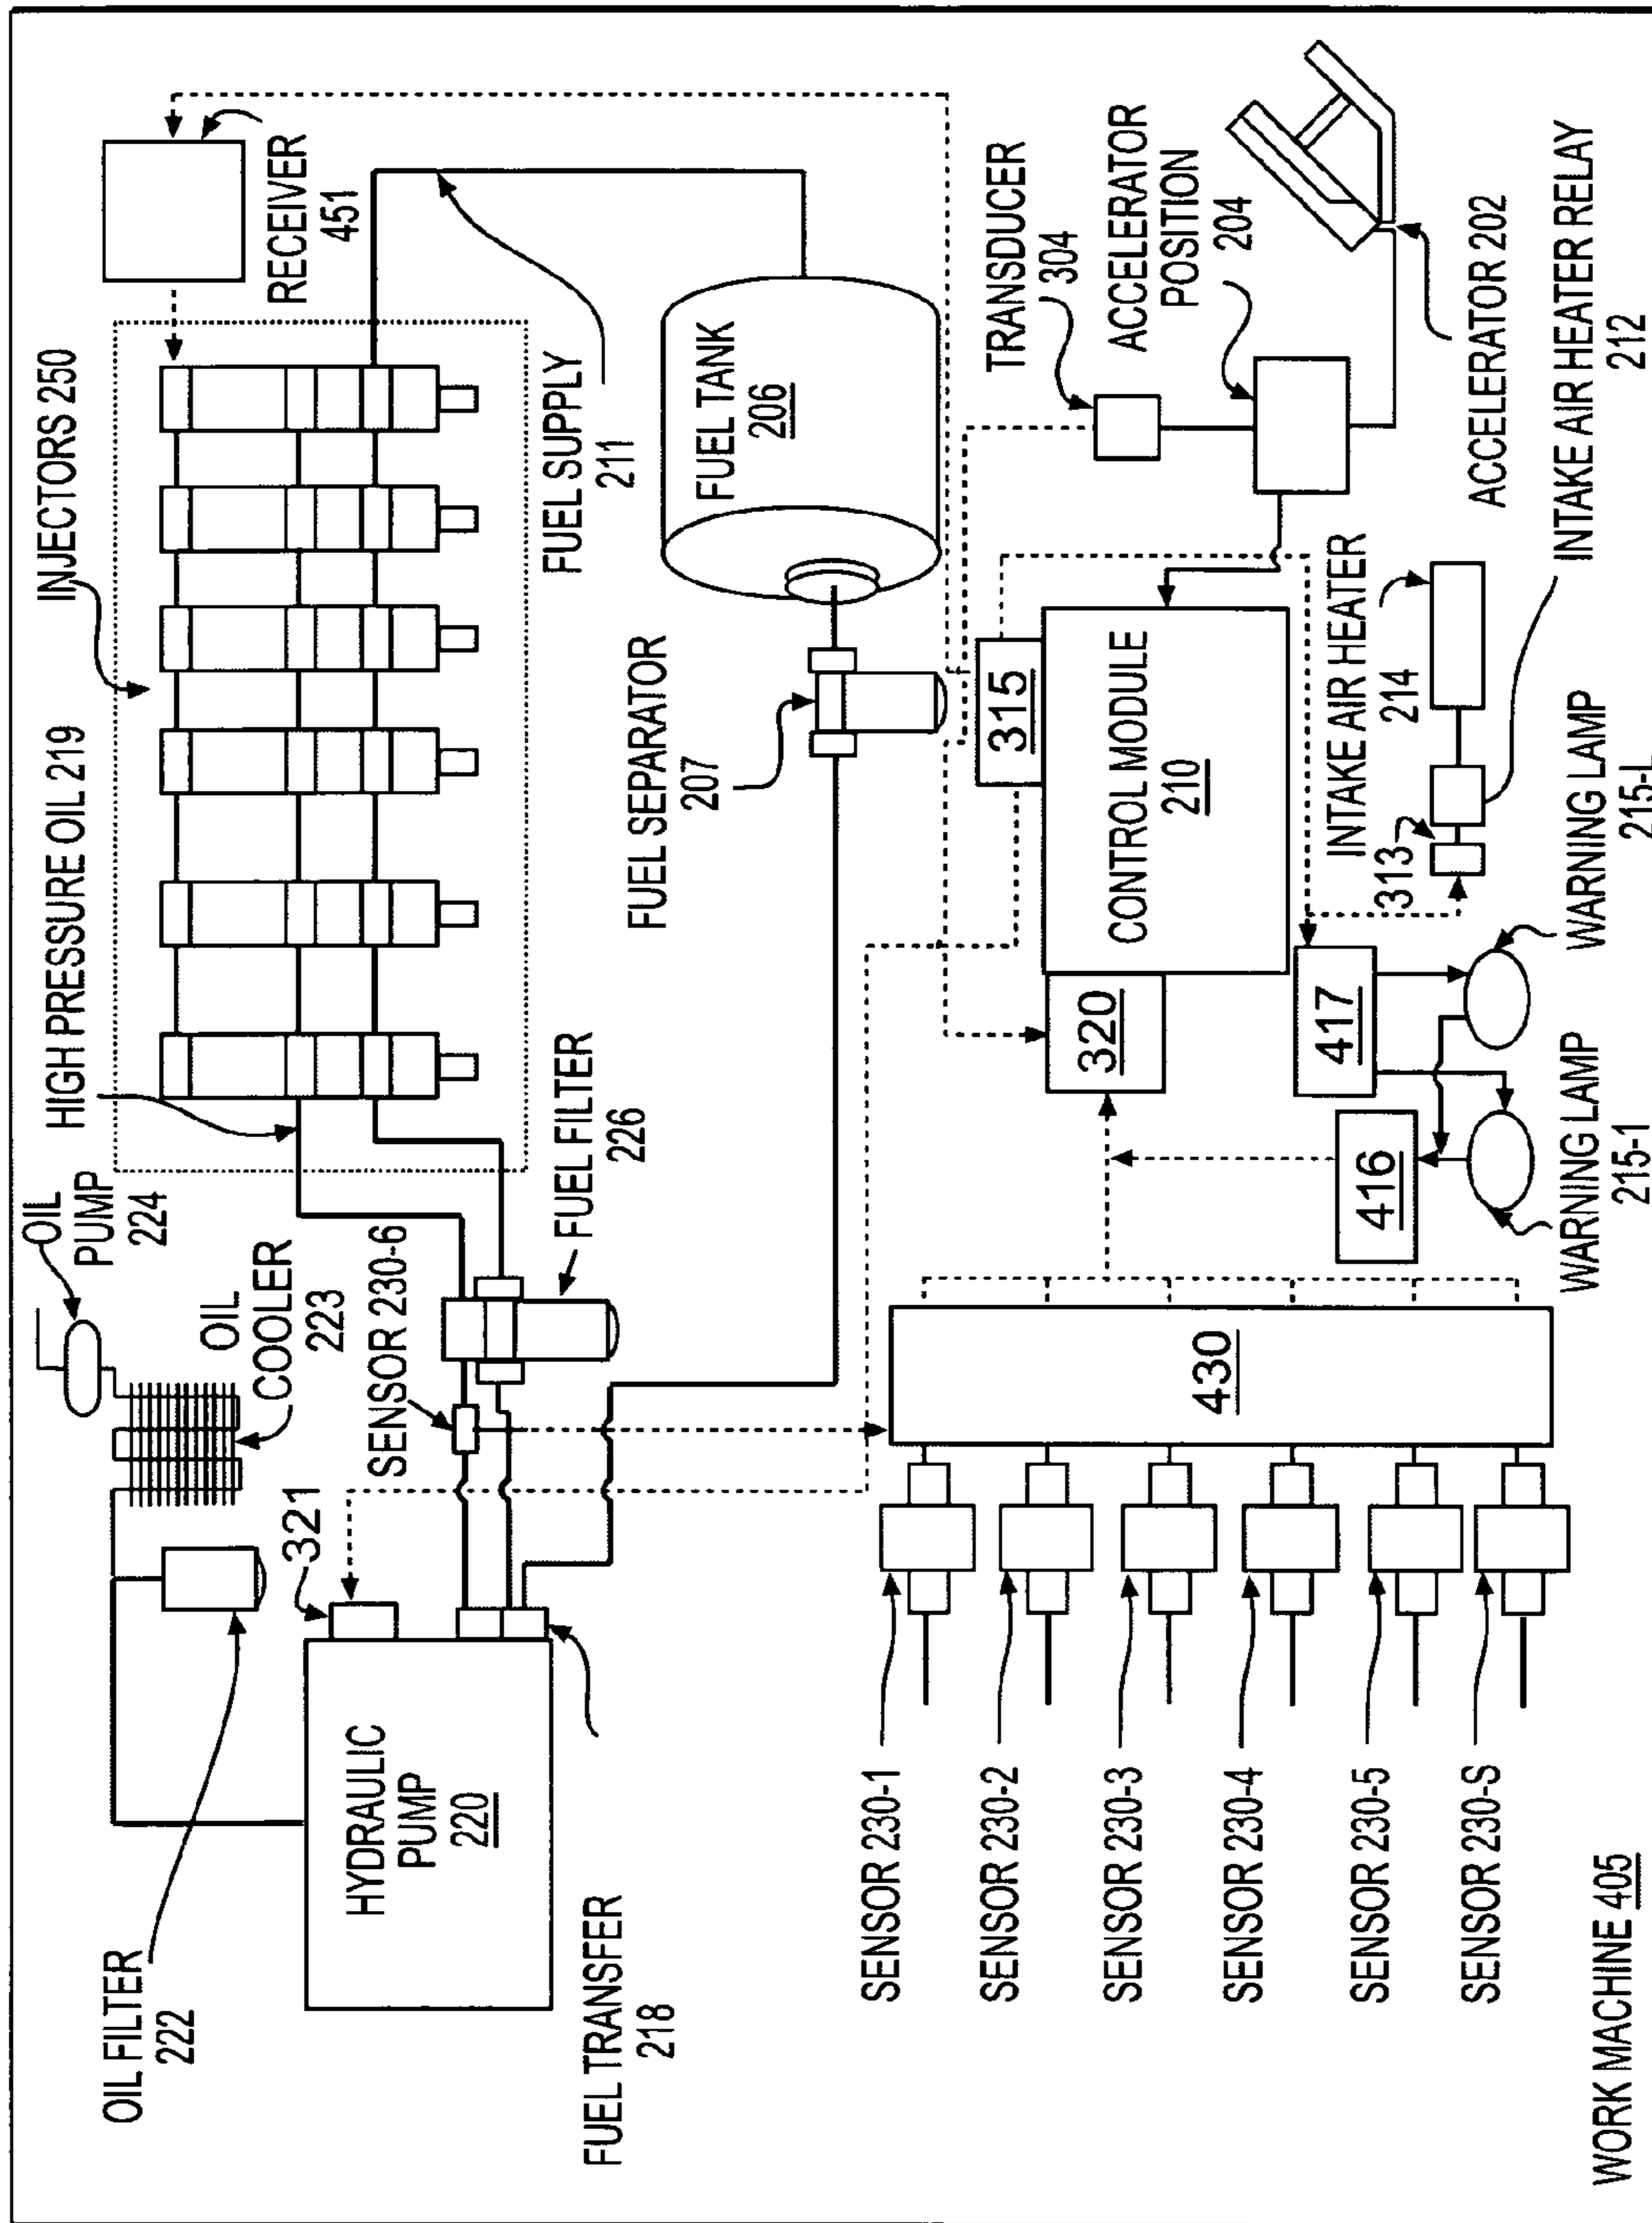 OIL FILTER
222
OIL
PUMP
224
OIL
COOLER
223
HIGH PRESSURE OIL 219
INJECTORS 250
RECEIVER
451
321
HYDRAULIC
PUMP
220
SENSOR 230-6
FUEL FILTER
226
FUEL SUPPLY
211
FUEL TRANSFER
218
FUEL SEPARATOR
207
FUEL TANK
206
TRANSDUCER
304
ACCELERATOR
POSITION
204
315
CONTROL MODULE
210
320
430
SENSOR 230-1
SENSOR 230-2
SENSOR 230-3
SENSOR 230-4
SENSOR 230-5
SENSOR 230-S
416
417
313
INTAKE AIR HEATER
214
ACCELERATOR 202
INTAKE AIR HEATER RELAY
212
WARNING LAMP
215-1
WARNING LAMP
215-L
WORK MACHINE 405